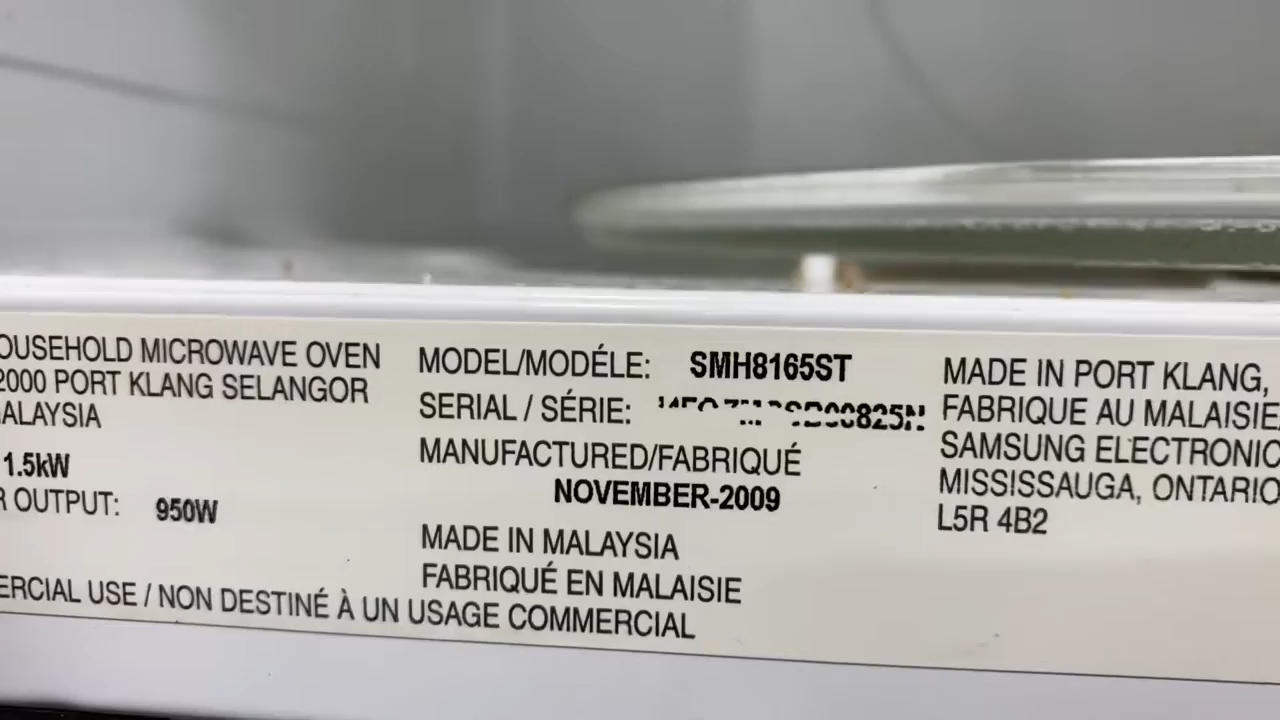 OUSEHOLD MICROWAVE OVEN
2000 PORT KLANG SELANGOR
ALAYSIA
1.5kW
R OUTPUT: 950W
ERCIAL USE / NON DESTINÉ À UN USAGE COMMERCIAL
MODEL/MODÉLE: SMH8165ST
SERIAL / SÉRIE:
MANUFACTURED/FABRIQUÉ
NOVEMBER-2009
MADE IN MALAYSIA
FABRIQUÉ EN MALAISIE
MADE IN PORT KLANG,
FABRIQUE AU MALAISIE
SAMSUNG ELECTRONIC
MISSISSAUGA, ONTARIO
L5R 4B2